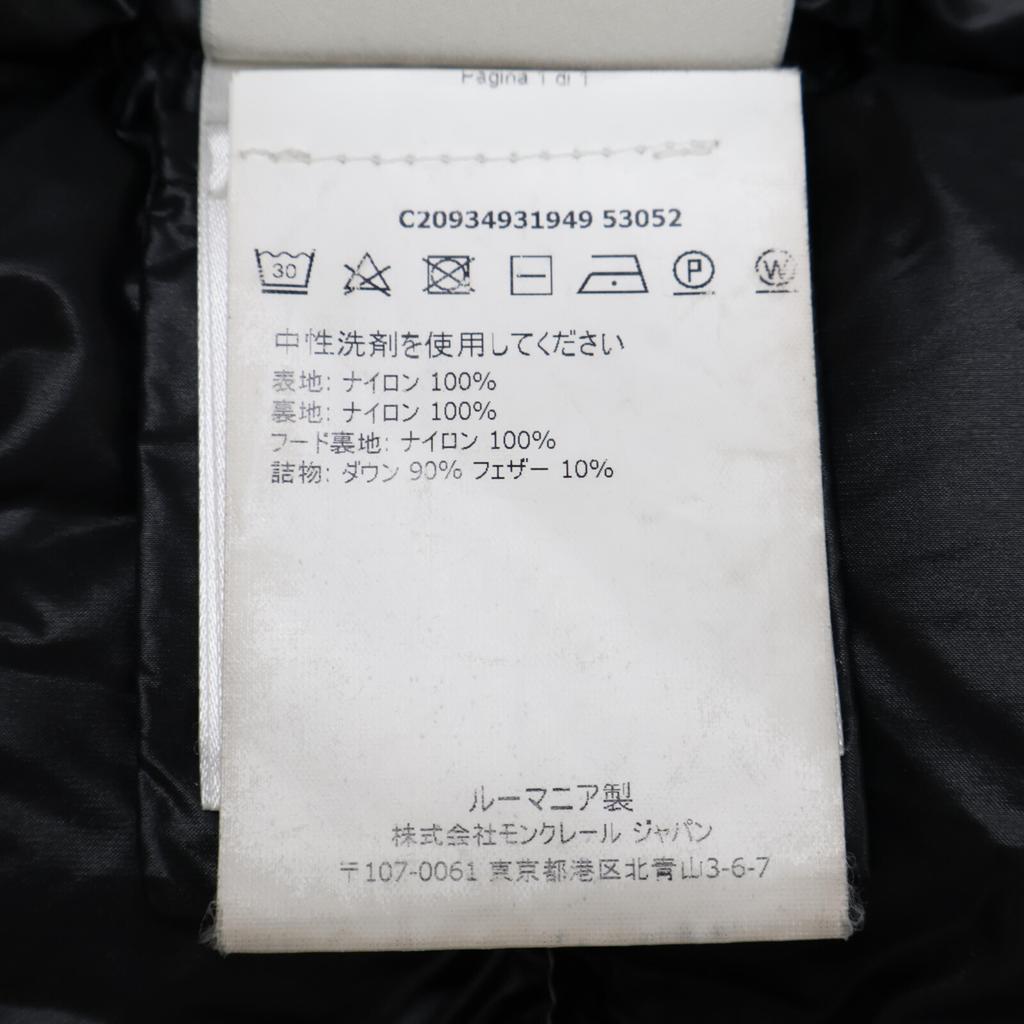 Pagina 1 di 1
C20934931949 53052
30 P W
中性洗剤を使用してください
表地: ナイロン 100%
裏地: ナイロン 100%
フード裏地: ナイロン 100%
詰物: ダウン 90% フェザー 10%
ルーマニア製
株式会社モンクレール ジャパン
〒107-0061 東京都港区北青山3-6-7